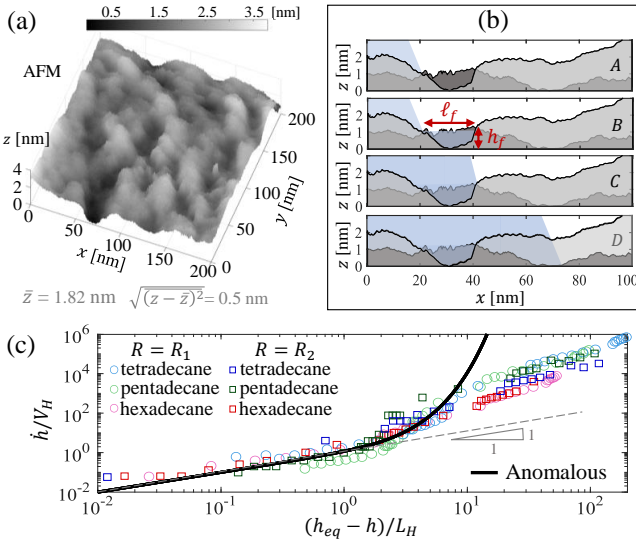 (a)
0.5 1.5 2.5 3.5 [nm]
AFM
z [nm]
4
2
0
0
50
100
150
200
x [nm]
200
150
100
50
0
y [nm]
z̄ = 1.82 nm √(z − z̄)² = 0.5 nm
(b)
z [nm]
2
1
0
A
z [nm]
2
1
0
ℓf
hf
B
z [nm]
2
1
0
C
z [nm]
2
1
0
D
0 20 40 60 80 100
x [nm]
(c)
ḣ/VH
10⁶
10⁴
10²
10⁰
10⁻²
R = R₁ R = R₂
tetradecane tetradecane
pentadecane pentadecane
hexadecane hexadecane
1
1
Anomalous
10⁻² 10⁻¹ 10⁰ 10¹ 10²
(heq − h)/LH